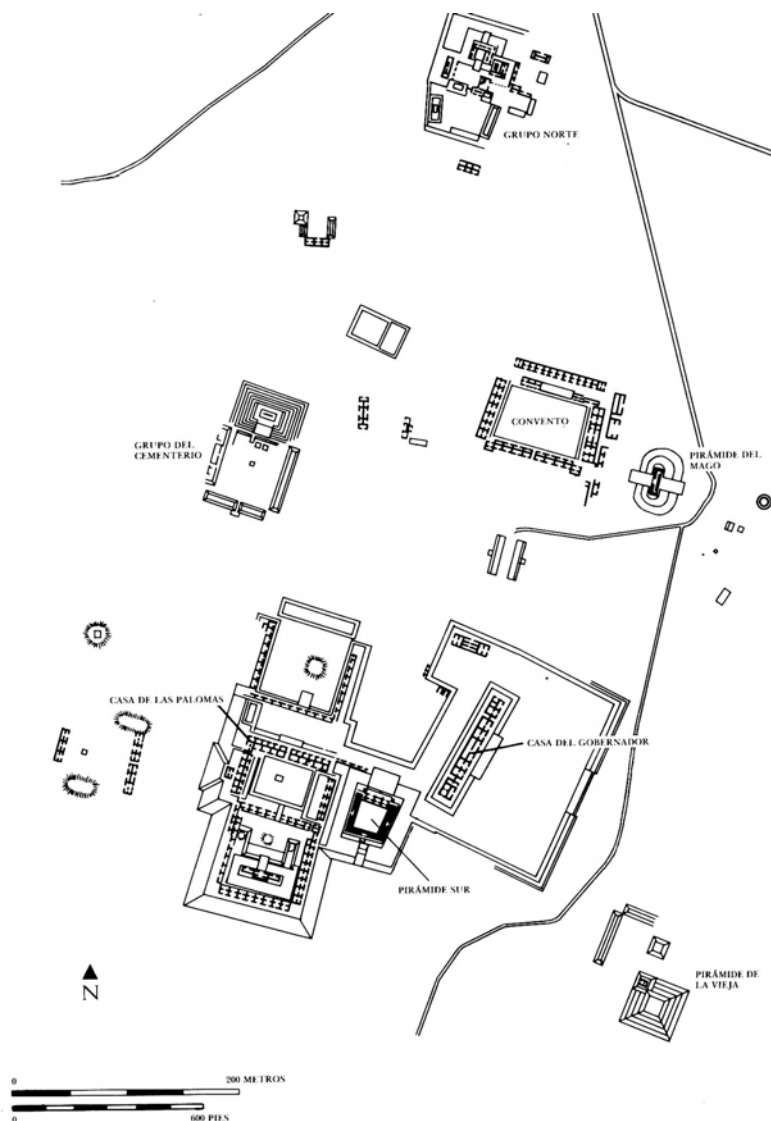 GRUPO NORTE
CONVENTO
GRUPO DEL
CEMENTERIO
PIRÁMIDE DEL
MAGO
CASA DE LAS PALOMAS
CASA DEL GOBERNADOR
PIRÁMIDE SUR
PIRÁMIDE DE
LA VIEJA
N
0 200 METROS
0 600 PIES